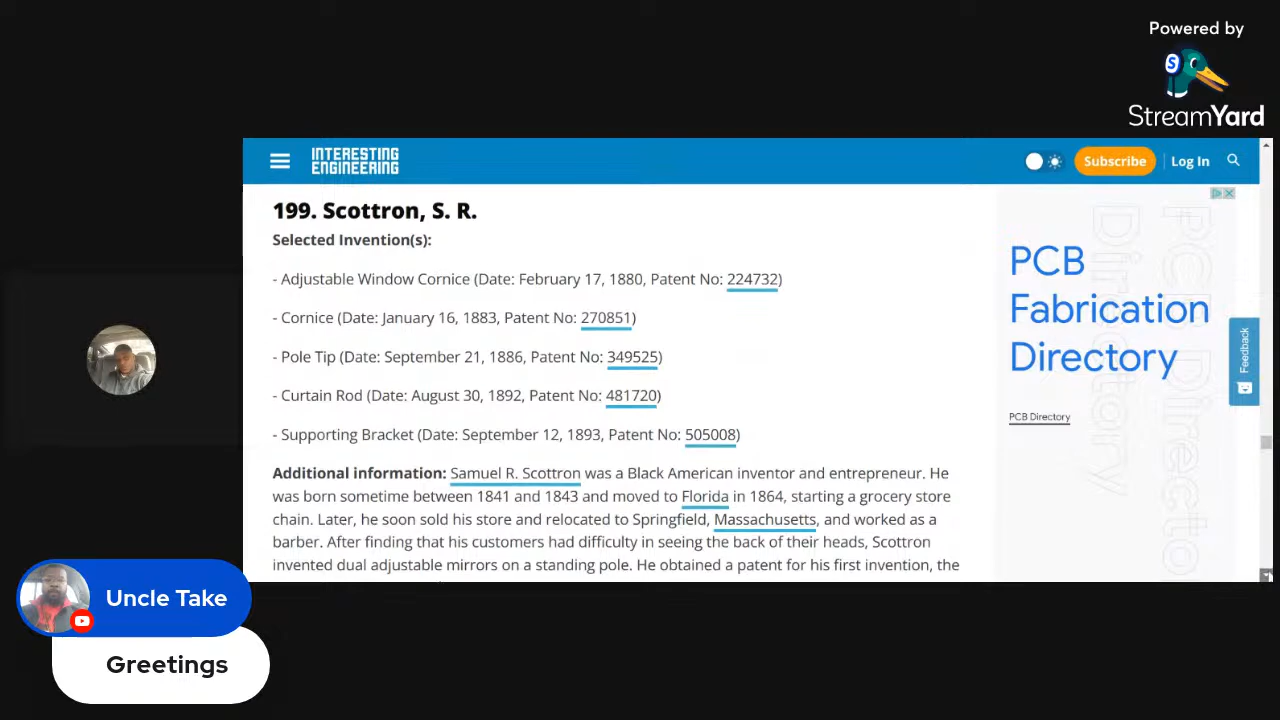 Powered by
S
StreamYard
INTERESTING
ENGINEERING
Subscribe
Log In
199. Scottron, S. R.
Selected Invention(s):
- Adjustable Window Cornice (Date: February 17, 1880, Patent No: 224732)
- Cornice (Date: January 16, 1883, Patent No: 270851)
- Pole Tip (Date: September 21, 1886, Patent No: 349525)
- Curtain Rod (Date: August 30, 1892, Patent No: 481720)
- Supporting Bracket (Date: September 12, 1893, Patent No: 505008)
Additional information: Samuel R. Scottron was a Black American inventor and entrepreneur. He
was born sometime between 1841 and 1843 and moved to Florida in 1864, starting a grocery store
chain. Later, he soon sold his store and relocated to Springfield, Massachusetts, and worked as a
barber. After finding that his customers had difficulty in seeing the back of their heads, Scottron
invented dual adjustable mirrors on a standing pole. He obtained a patent for his first invention, the
PCB
Fabrication
Directory
PCB Directory
PCB Directory
Feedback
Uncle Take
Greetings